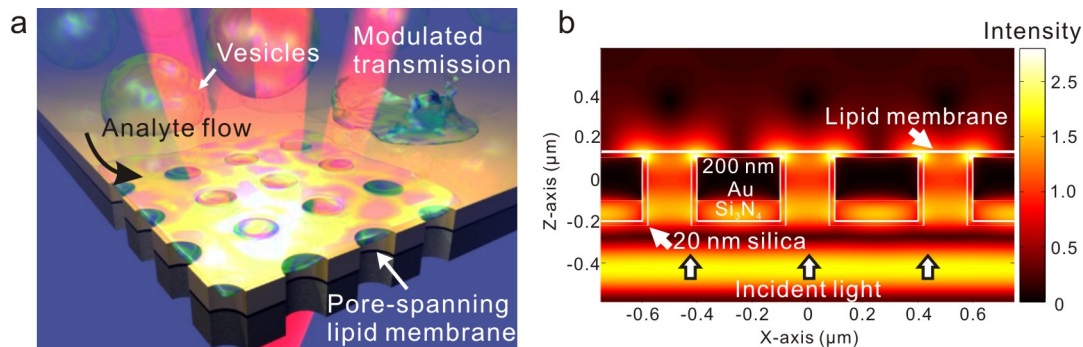 a
Vesicles
Modulated
transmission
Analyte flow
Pore-spanning
lipid membrane
b
Intensity
Lipid membrane
200 nm
Au
Si₃N₄
20 nm silica
Incident light
Z-axis (µm)
0.4
0.2
0
-0.2
-0.4
-0.6
-0.4
-0.2
0
0.2
0.4
0.6
X-axis (µm)
2.5
2.0
1.5
1.0
0.5
0